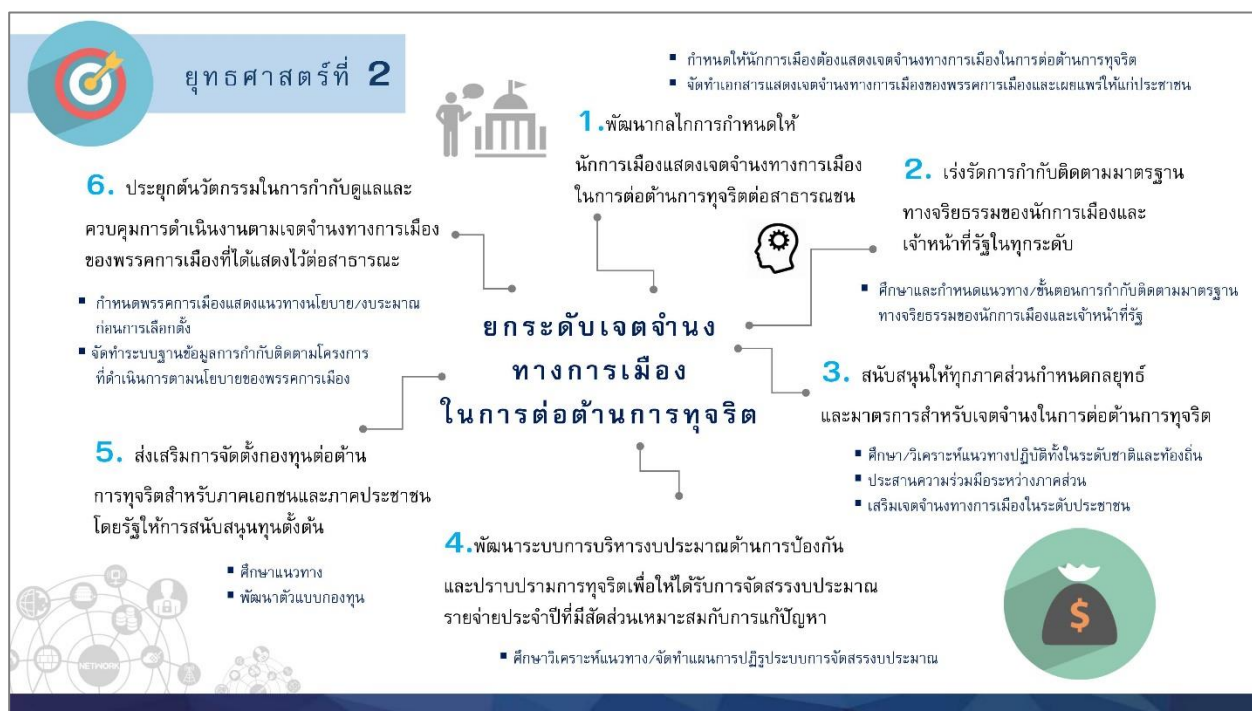 ยุทธศาสตร์ที่ 2
▪ กำหนดให้นักการเมืองต้องแสดงเจตจำนงทางการเมืองในการต่อต้านการทุจริต
▪ จัดทำเอกสารแสดงเจตจำนงทางการเมืองของพรรคการเมืองและเผยแพร่ให้แก่ประชาชน
1.พัฒนากลไกการกำหนดให้
นักการเมืองแสดงเจตจำนงทางการเมือง
ในการต่อต้านการทุจริตต่อสาธารณชน
2. เร่งรัดการกำกับติดตามมาตรฐาน
ทางจริยธรรมของนักการเมืองและ
เจ้าหน้าที่รัฐในทุกระดับ
▪ ศึกษาและกำหนดแนวทาง/ขั้นตอนการกำกับติดตามมาตรฐาน
ทางจริยธรรมของนักการเมืองและเจ้าหน้าที่รัฐ
ยกระดับเจตจำนง
ทางการเมือง
ในการต่อต้านการทุจริต
3. สนับสนุนให้ทุกภาคส่วนกำหนดกลยุทธ์
และมาตรการสำหรับเจตจำนงในการต่อต้านการทุจริต
▪ ศึกษา/วิเคราะห์แนวทางปฏิบัติทั้งในระดับชาติและท้องถิ่น
▪ ประสานความร่วมมือระหว่างภาคส่วน
▪ เสริมเจตจำนงทางการเมืองในระดับประชาชน
4.พัฒนาระบบการบริหารงบประมาณด้านการป้องกัน
และปราบปรามการทุจริตเพื่อให้ได้รับการจัดสรรงบประมาณ
รายจ่ายประจำปีที่มีสัดส่วนเหมาะสมกับการแก้ปัญหา
▪ ศึกษาวิเคราะห์แนวทาง/จัดทำแผนการปฏิรูประบบการจัดสรรงบประมาณ
5. ส่งเสริมการจัดตั้งกองทุนต่อต้าน
การทุจริตสำหรับภาคเอกชนและภาคประชาชน
โดยรัฐให้การสนับสนุนทุนตั้งต้น
▪ ศึกษาแนวทาง
▪ พัฒนาตัวแบบกองทุน
6. ประยุกต์นวัตกรรมในการกำกับดูแลและ
ควบคุมการดำเนินงานตามเจตจำนงทางการเมือง
ของพรรคการเมืองที่ได้แสดงไว้ต่อสาธารณะ
▪ กำหนดพรรคการเมืองแสดงแนวทางนโยบาย/งบประมาณ
ก่อนการเลือกตั้ง
▪ จัดทำระบบฐานข้อมูลการกำกับติดตามโครงการ
ที่ดำเนินการตามนโยบายของพรรคการเมือง
NETWORK
$